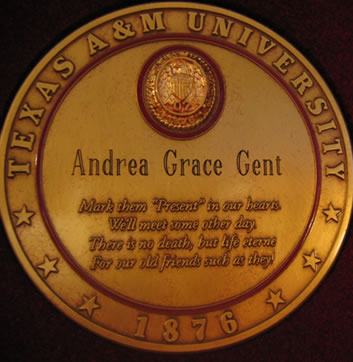 TEXAS A&M UNIVERSITY
Andrea Grace Gent
Mark them "Present" in our hearts.
We'll meet some other day.
There is no death, but life eterne
For our old friends such as they!
1876